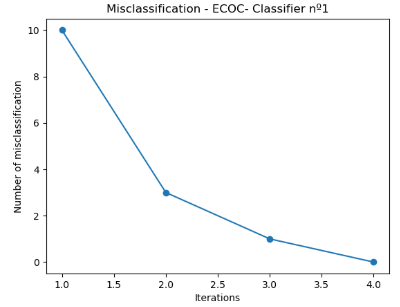 Misclassification - ECOC- Classifier nº1
Number of misclassification
10
8
6
4
2
0
1.0 1.5 2.0 2.5 3.0 3.5 4.0
Iterations